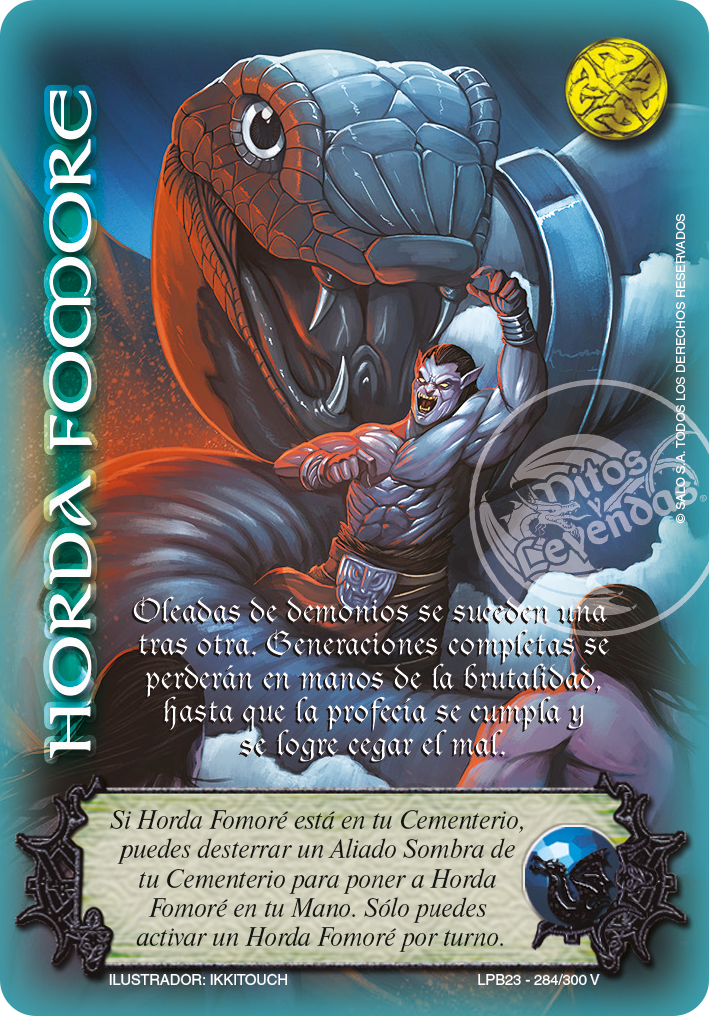 HORDA FOMORE
Oleadas de demonios se suceden una
tras otra. Generaciones completas se
perderán en manos de la brutalidad,
hasta que la profecía se cumpla y
se logre cegar el mal.
Si Horda Fomoré está en tu Cementerio,
puedes desterrar un Aliado Sombra de
tu Cementerio para poner a Horda
Fomoré en tu Mano. Sólo puedes
activar un Horda Fomoré por turno.
ILUSTRADOR: IKKITOUCH
LPB23 - 284/300 V
© SALO S.A. TODOS LOS DERECHOS RESERVADOS
Mitos
y
Leyendas
®